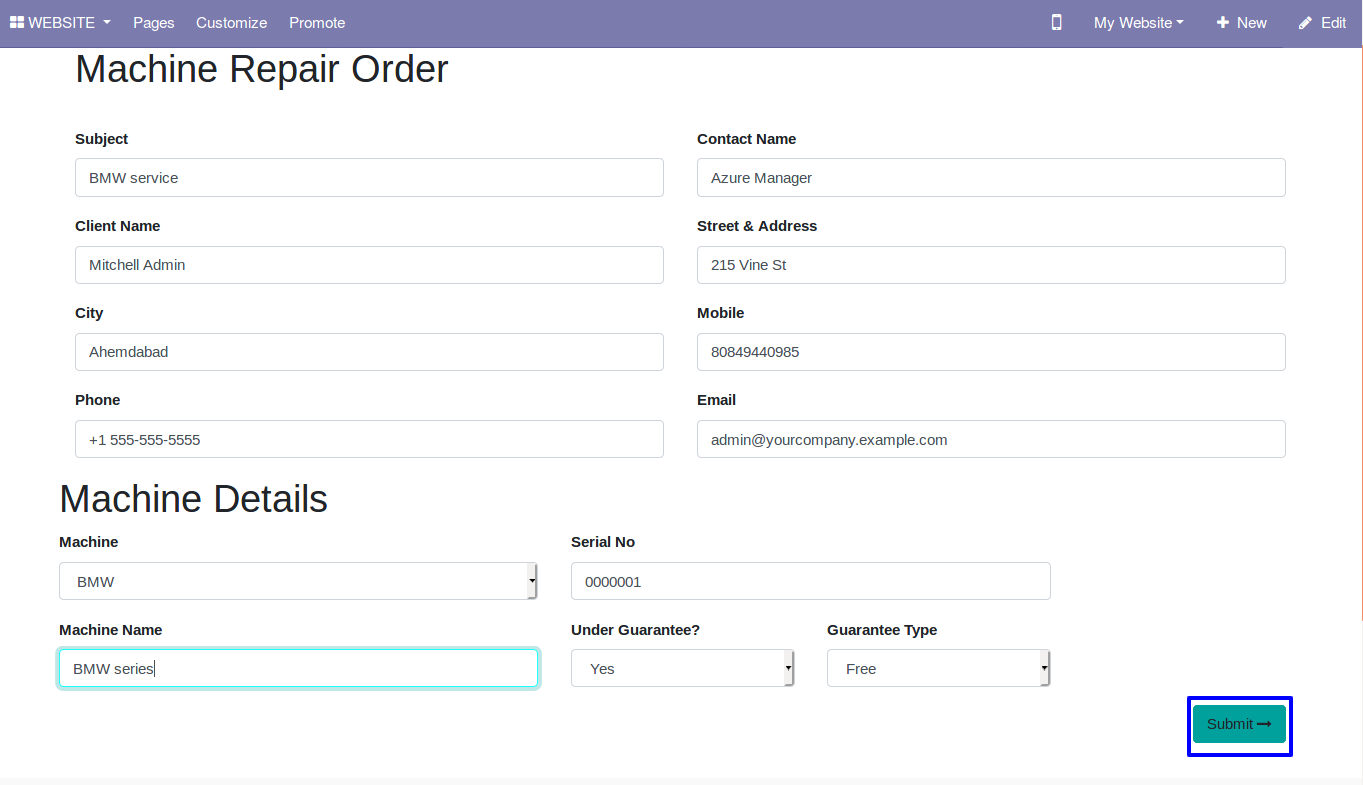 WEBSITE Pages Customize Promote My Website New Edit
Machine Repair Order
Subject Contact Name
BMW service Azure Manager
Client Name Street & Address
Mitchell Admin 215 Vine St
City Mobile
Ahemdabad 80849440985
Phone Email
+1 555-555-5555 admin@yourcompany.example.com
Machine Details
Machine Serial No
BMW 0000001
Machine Name Under Guarantee? Guarantee Type
BMW series Yes Free
Submit